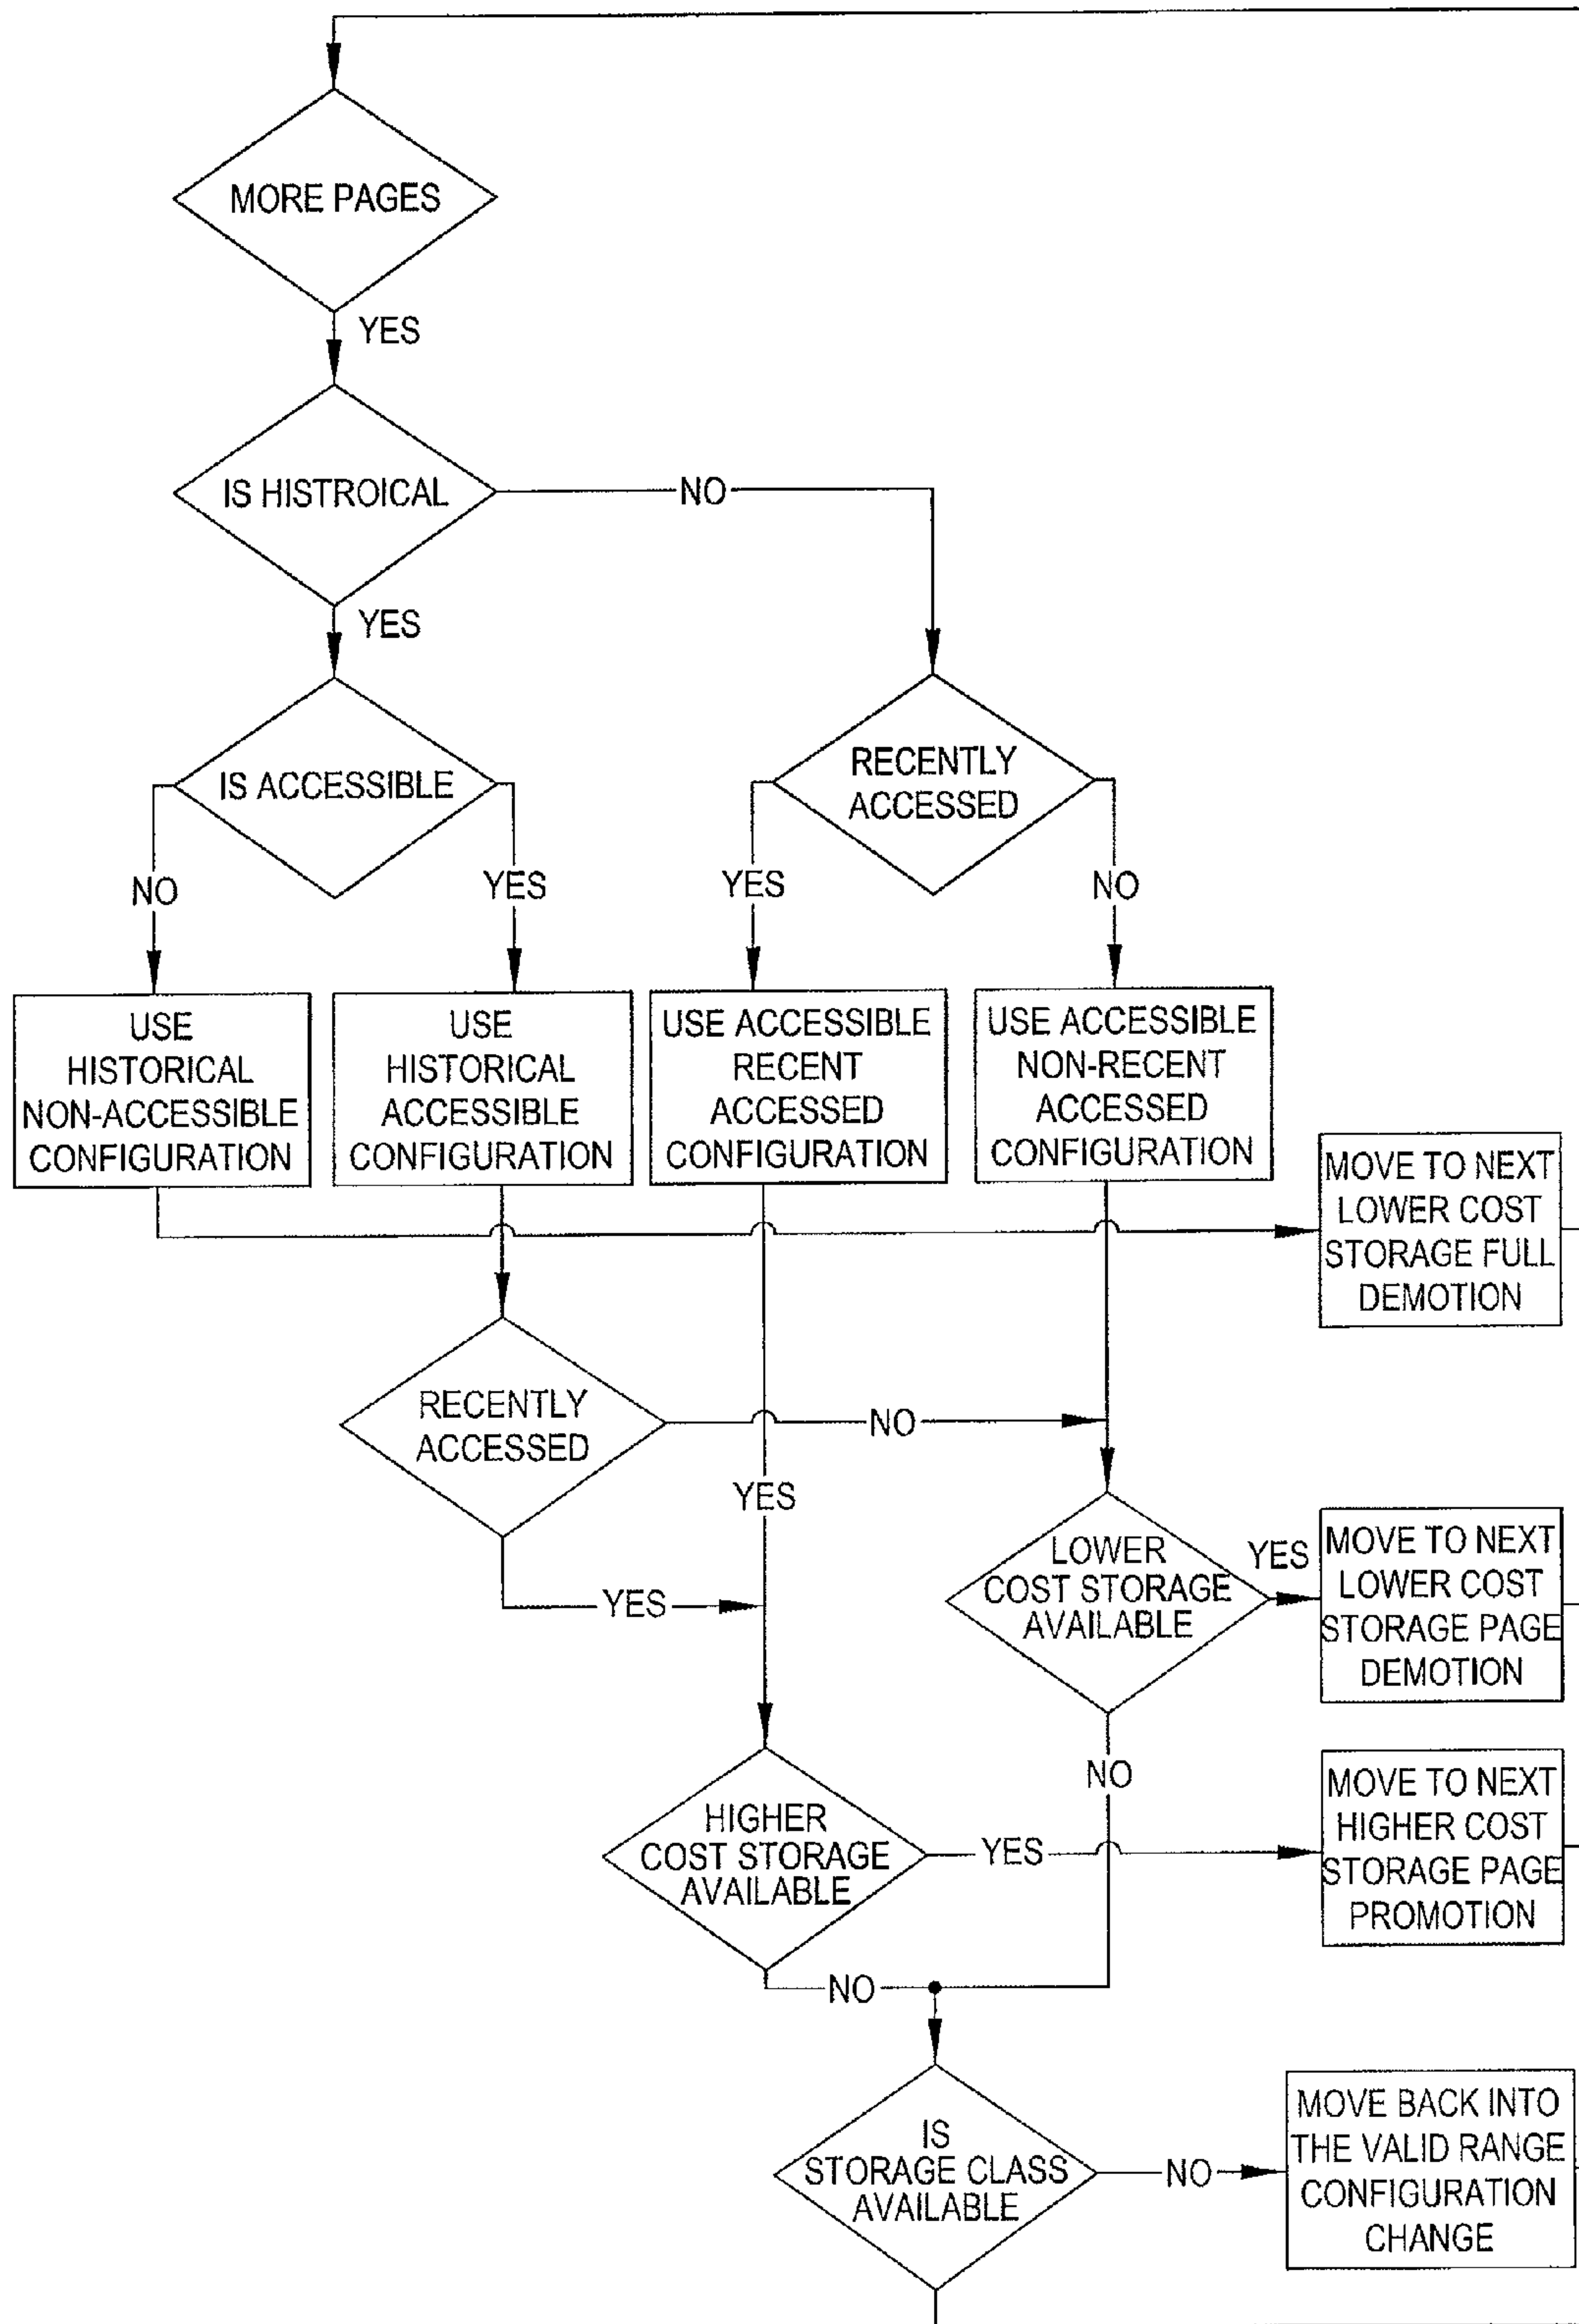 MORE PAGES
YES
IS HISTROICAL
NO
YES
IS ACCESSIBLE
RECENTLY
ACCESSED
NO
YES
YES
NO
USE
HISTORICAL
NON-ACCESSIBLE
CONFIGURATION
USE
HISTORICAL
ACCESSIBLE
CONFIGURATION
USE ACCESSIBLE
RECENT
ACCESSED
CONFIGURATION
USE ACCESSIBLE
NON-RECENT
ACCESSED
CONFIGURATION
MOVE TO NEXT
LOWER COST
STORAGE FULL
DEMOTION
RECENTLY
ACCESSED
NO
YES
YES
LOWER
COST STORAGE
AVAILABLE
YES
MOVE TO NEXT
LOWER COST
STORAGE PAGE
DEMOTION
NO
HIGHER
COST STORAGE
AVAILABLE
YES
MOVE TO NEXT
HIGHER COST
STORAGE PAGE
PROMOTION
NO
IS
STORAGE CLASS
AVAILABLE
NO
MOVE BACK INTO
THE VALID RANGE
CONFIGURATION
CHANGE